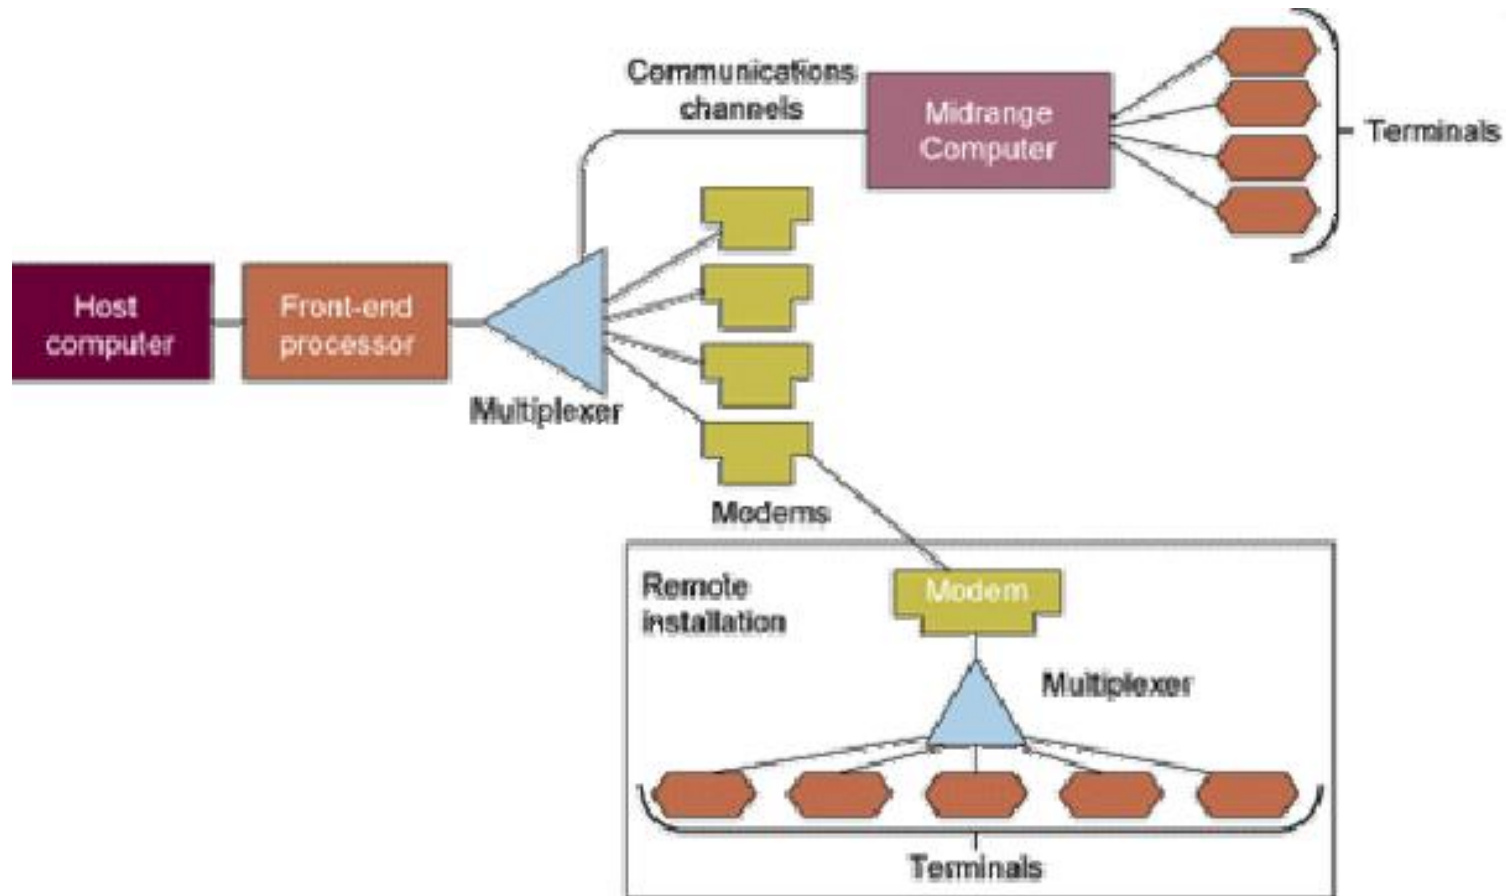 Communications
channels
Midrange
Computer
Terminals
Host
computer
Front-end
processor
Multiplexer
Modems
Remote
installation
Modem
Multiplexer
Terminals